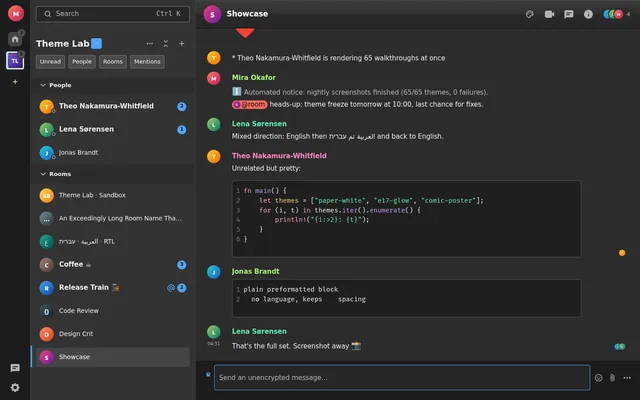 M
Search
Ctrl K
TL
Theme Lab
Unread
People
Rooms
Mentions
People
T
Theo Nakamura-Whitfield
2
L
Lena Sørensen
2
J
Jonas Brandt
Rooms
SB
Theme Lab · Sandbox
An Exceedingly Long Room Name Tha...
ع
العربية · עברית · RTL
C
Coffee ☕
3
R
Release Train 🚂
@
2
{}
Code Review
D
Design Crit
S
Showcase
S
Showcase
4
T
* Theo Nakamura-Whitfield is rendering 65 walkthroughs at once
M
Mira Okafor
ℹ️ Automated notice: nightly screenshots finished (65/65 themes, 0 failures).
@room heads-up: theme freeze tomorrow at 10:00, last chance for fixes.
L
Lena Sørensen
Mixed direction: English then العربية ثم עברית and back to English.
T
Theo Nakamura-Whitfield
Unrelated but pretty:
1 fn main() {
2     let themes = ["paper-white", "e17-glow", "comic-poster"];
3     for (i, t) in themes.iter().enumerate() {
4         println!("{i:>2}: {t}");
5     }
6 }
T
J
Jonas Brandt
1 plain preformatted block
2   no language, keeps    spacing
L
Lena Sørensen
04:31
That's the full set. Screenshot away 📸
Send an unencrypted message...